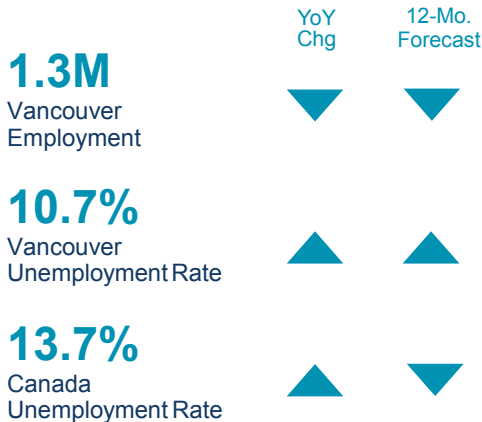 YoY
Chg
12-Mo.
Forecast
1.3M
Vancouver
Employment
10.7%
Vancouver
Unemployment Rate
13.7%
Canada
Unemployment Rate